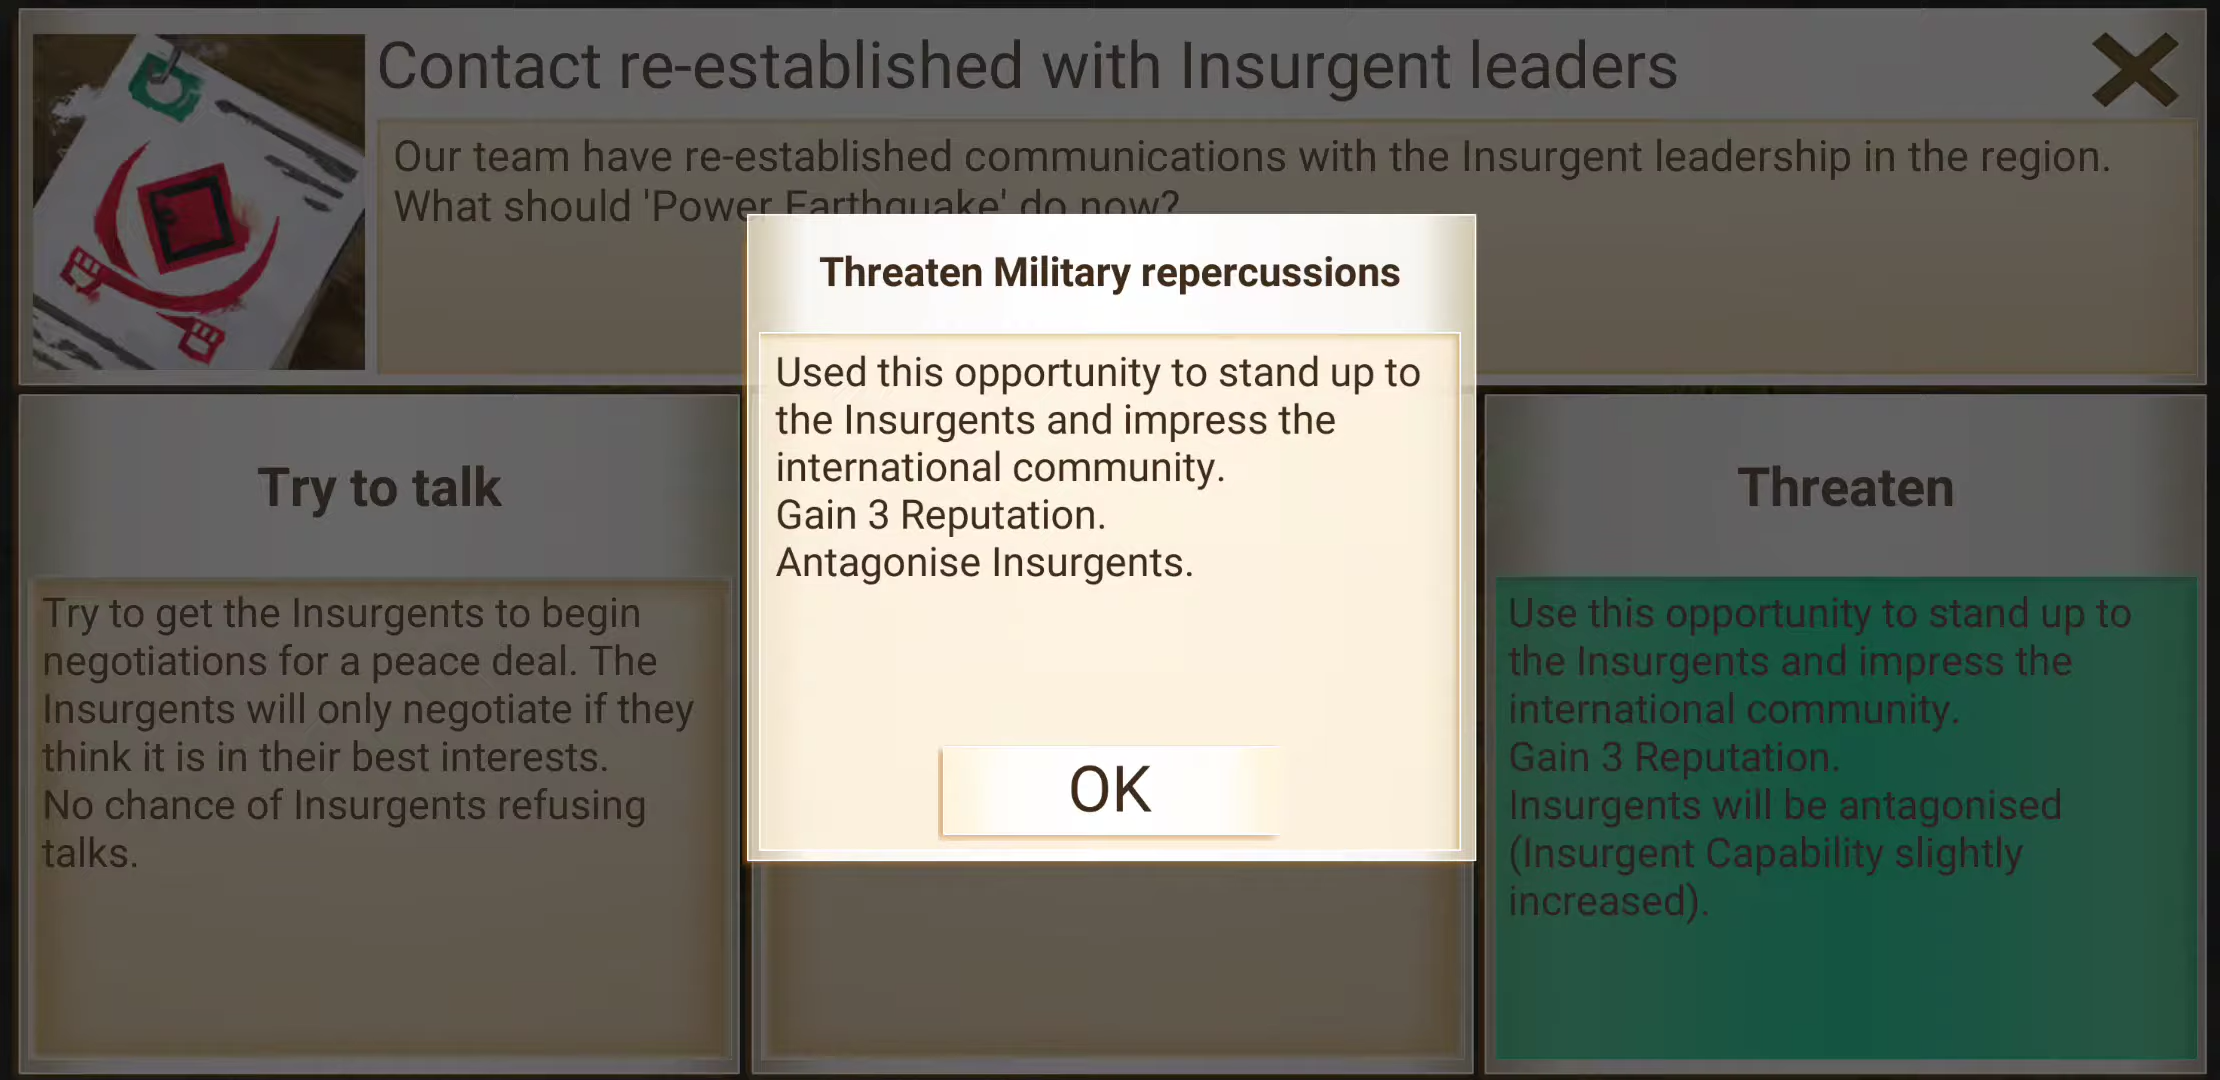 Contact re-established with Insurgent leaders
Our team have re-established communications with the Insurgent leadership in the region.
What should 'Power Earthquake' do now?
Threaten Military repercussions
Used this opportunity to stand up to
the Insurgents and impress the
international community.
Gain 3 Reputation.
Antagonise Insurgents.
OK
Try to talk
Try to get the Insurgents to begin
negotiations for a peace deal. The
Insurgents will only negotiate if they
think it is in their best interests.
No chance of Insurgents refusing
talks.
Threaten
Use this opportunity to stand up to
the Insurgents and impress the
international community.
Gain 3 Reputation.
Insurgents will be antagonised
(Insurgent Capability slightly
increased).